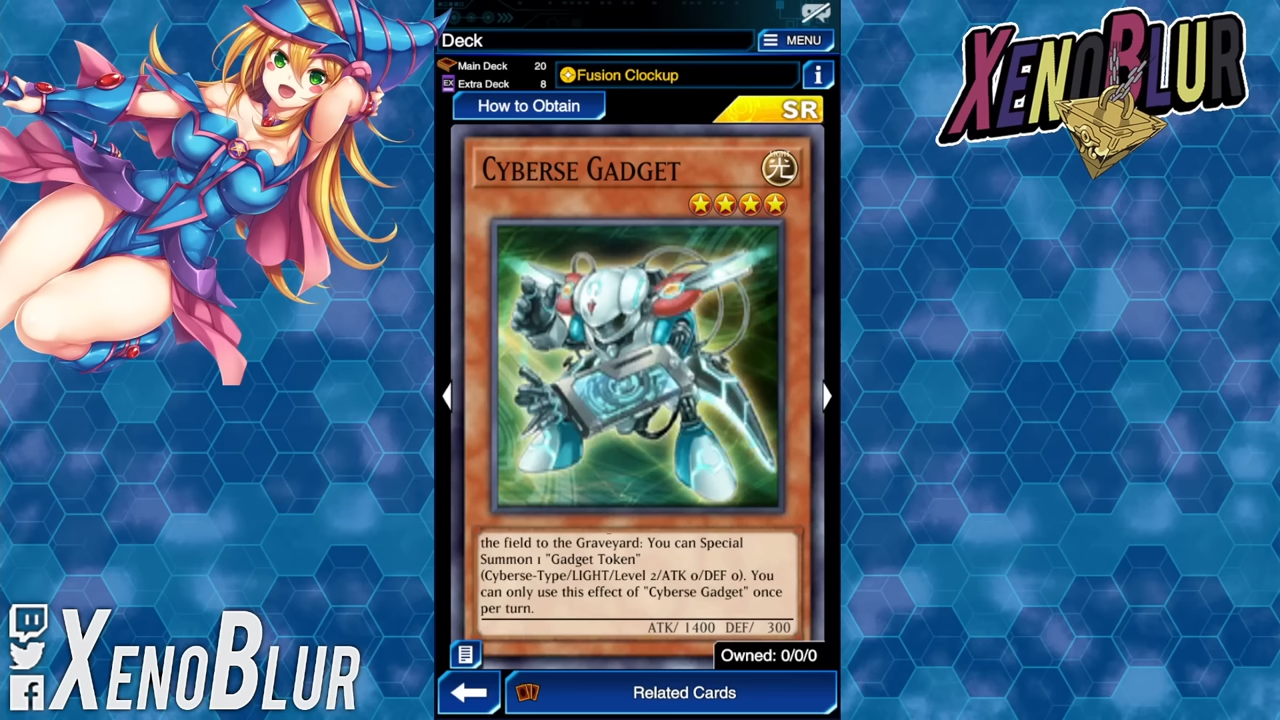 Deck
MENU
Main Deck 20
EX Extra Deck 8
Fusion Clockup
i
How to Obtain
SR
XENOBLUR
CYBERSE GADGET
光
the field to the Graveyard: You can Special
Summon 1 "Gadget Token"
(Cyberse-Type/LIGHT/Level 2/ATK 0/DEF 0). You
can only use this effect of "Cyberse Gadget" once
per turn.
ATK/ 1400 DEF/ 300
Owned: 0/0/0
Related Cards
XENOBLUR